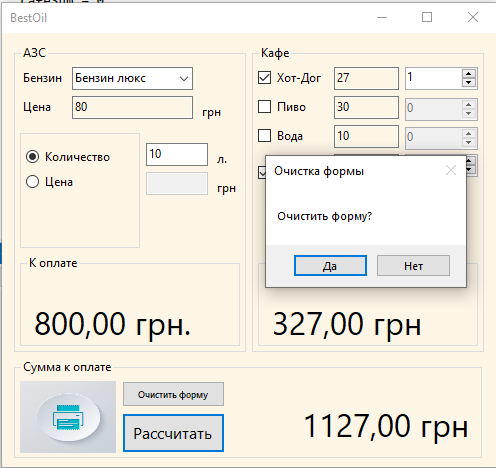 BestOil
АЗС
Бензин Бензин люкс
Цена 80 грн
Количество 10 л.
Цена грн
К оплате
800,00 грн.
Кафе
Хот-Дог 27 1
Пиво 30 0
Вода 10 0
Очистка формы
Очистить форму?
Да Нет
327,00 грн
Сумма к оплате
Очистить форму
Рассчитать
1127,00 грн